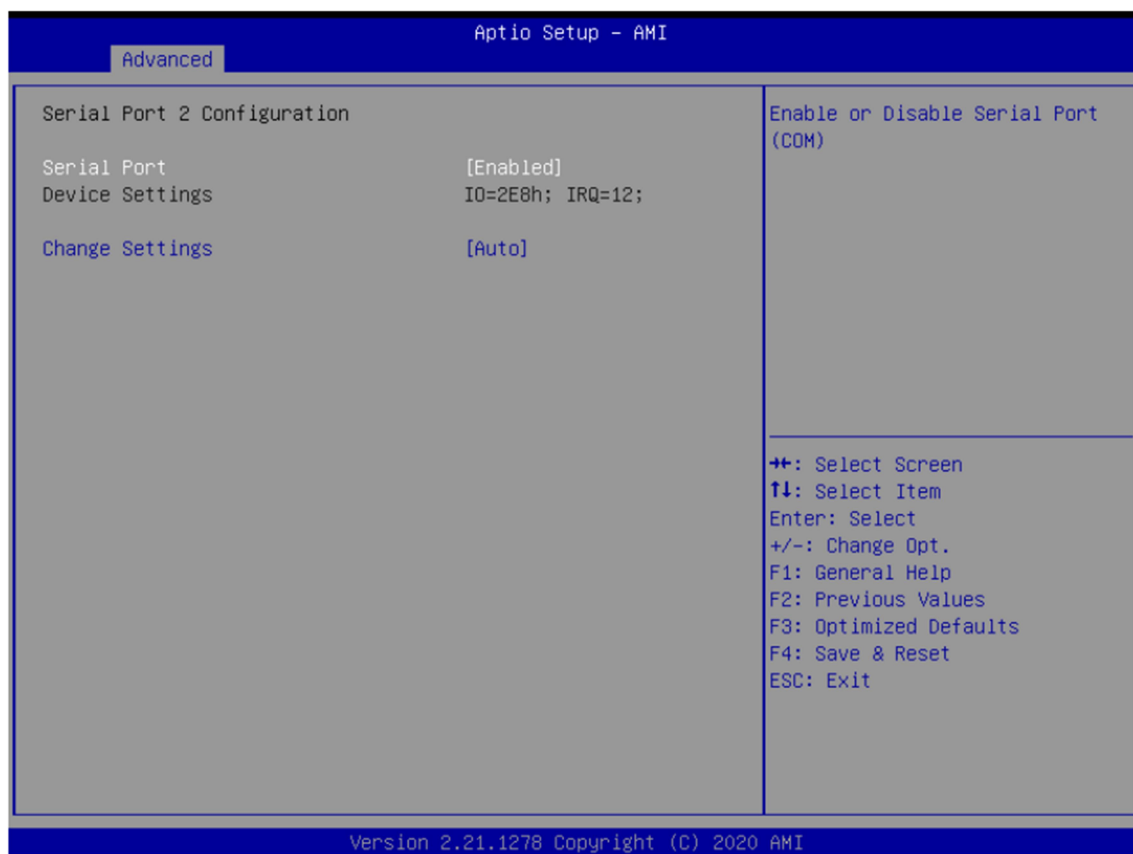 Aptio Setup - AMI
Advanced
Serial Port 2 Configuration
Serial Port [Enabled]
Device Settings IO=2E8h; IRQ=12;
Change Settings [Auto]
Enable or Disable Serial Port
(COM)
→←: Select Screen
↑↓: Select Item
Enter: Select
+/-: Change Opt.
F1: General Help
F2: Previous Values
F3: Optimized Defaults
F4: Save & Reset
ESC: Exit
Version 2.21.1278 Copyright (C) 2020 AMI